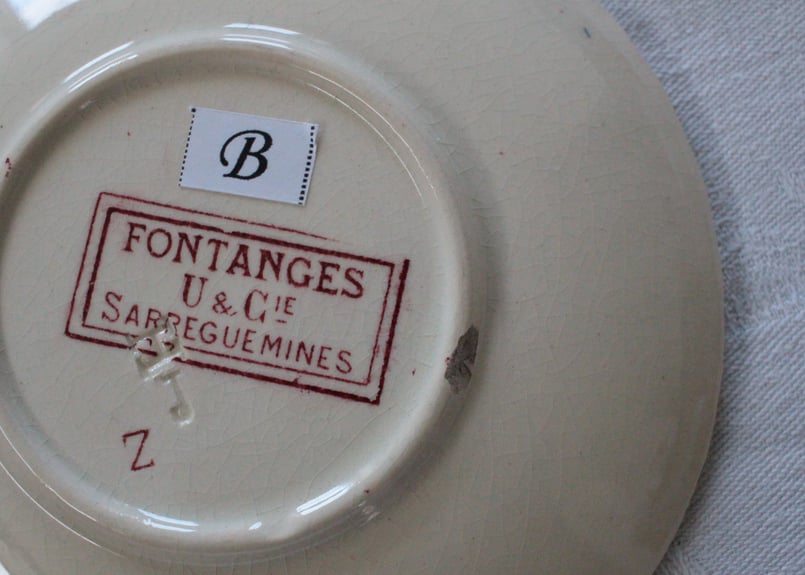 B
FONTANGES
U & Cᴵᴱ
SARREGUEMINES
Z